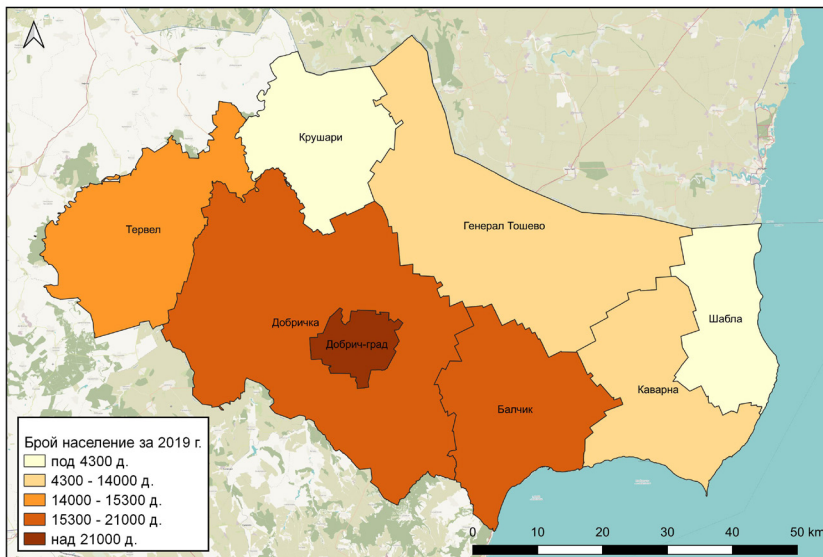 Крушари
Тервел
Генерал Тошево
Шабла
Добричка
Добрич-град
Каварна
Балчик
Брой население за 2019 г.
под 4300 д.
4300 - 14000 д.
14000 - 15300 д.
15300 - 21000 д.
над 21000 д.
0 10 20 30 40 50 km